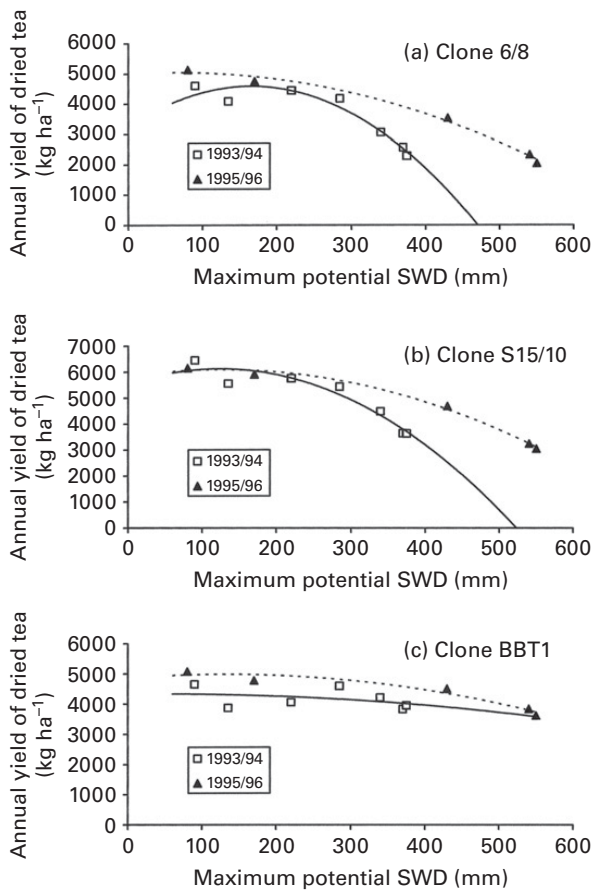 (a) Clone 6/8
Annual yield of dried tea
(kg ha⁻¹)
6000
5000
4000
3000
2000
1000
0
1993/94
1995/96
0 100 200 300 400 500 600
Maximum potential SWD (mm)
(b) Clone S15/10
Annual yield of dried tea
(kg ha⁻¹)
7000
6000
5000
4000
3000
2000
1000
0
1993/94
1995/96
0 100 200 300 400 500 600
Maximum potential SWD (mm)
(c) Clone BBT1
Annual yield of dried tea
(kg ha⁻¹)
6000
5000
4000
3000
2000
1000
0
1993/94
1995/96
0 100 200 300 400 500 600
Maximum potential SWD (mm)